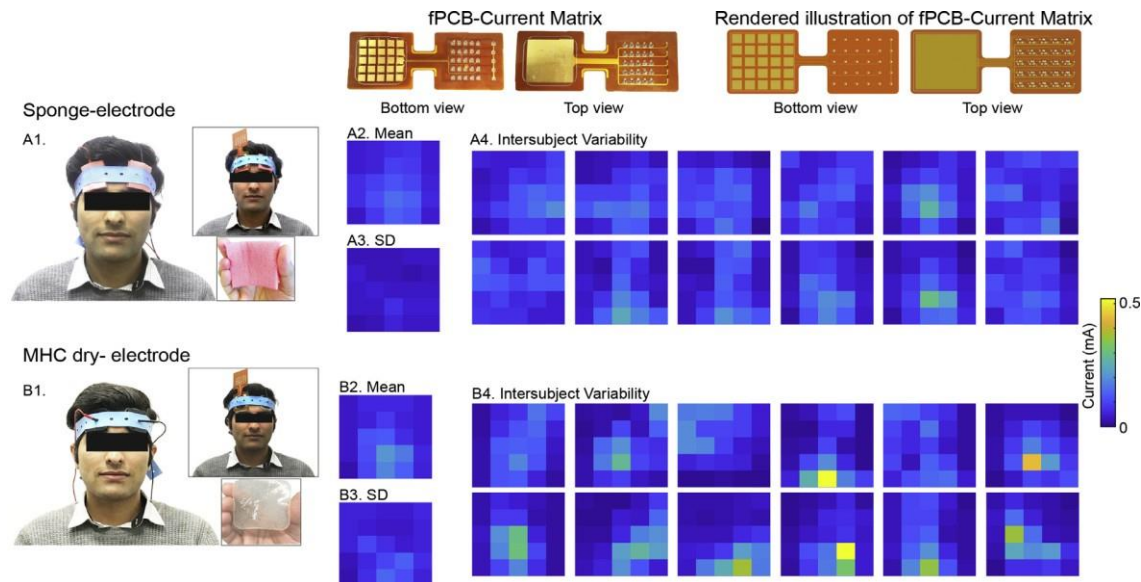 fPCB-Current Matrix
Rendered illustration of fPCB-Current Matrix
Bottom view
Top view
Bottom view
Top view
Sponge-electrode
A1.
A2. Mean
A4. Intersubject Variability
A3. SD
0.5
Current (mA)
0
MHC dry- electrode
B1.
B2. Mean
B4. Intersubject Variability
B3. SD